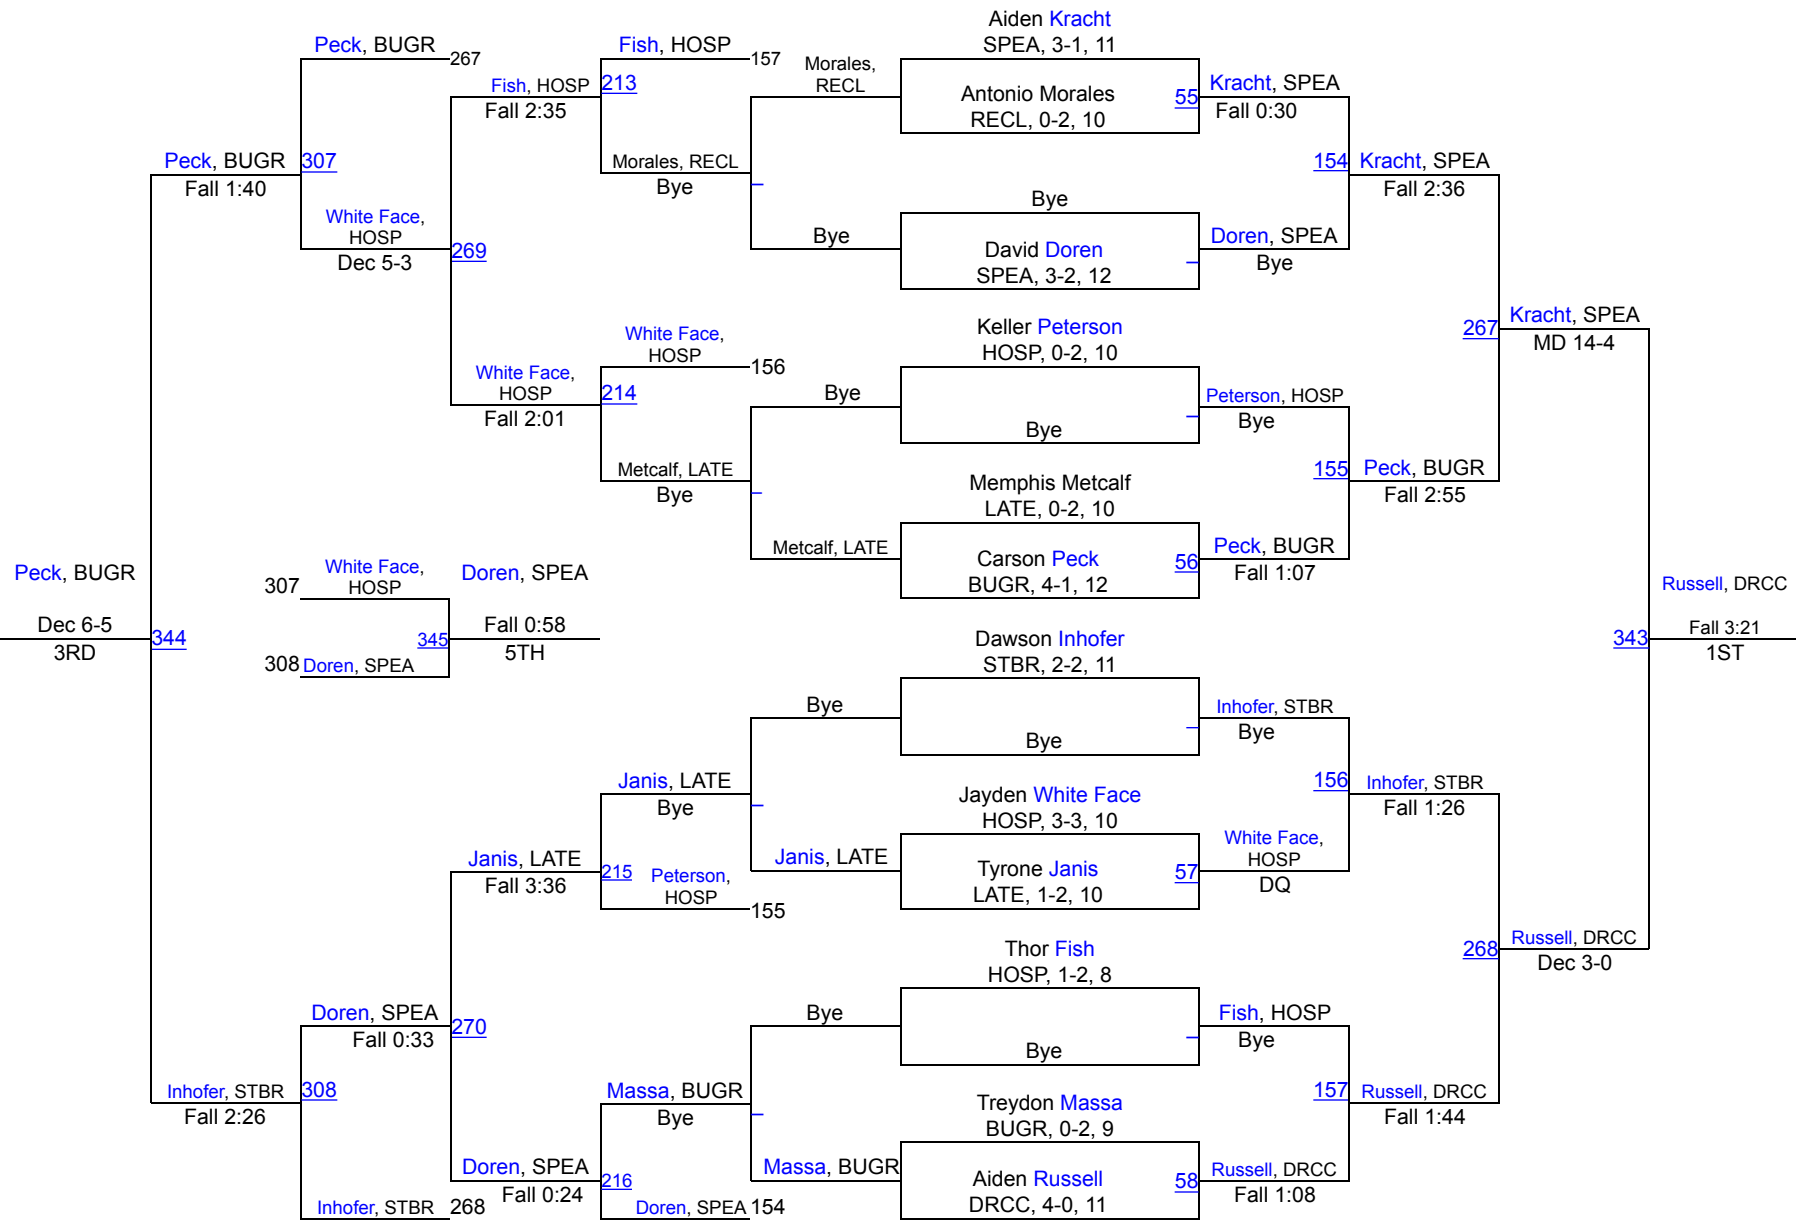 Aiden Kracht
SPEA, 3-1, 11
Antonio Morales
RECL, 0-2, 10
55
Bye
David Doren
SPEA, 3-2, 12
Keller Peterson
HOSP, 0-2, 10
Bye
Memphis Metcalf
LATE, 0-2, 10
Carson Peck
BUGR, 4-1, 12
56
Dawson Inhofer
STBR, 2-2, 11
Bye
Jayden White Face
HOSP, 3-3, 10
Tyrone Janis
LATE, 1-2, 10
57
Thor Fish
HOSP, 1-2, 8
Bye
Treydon Massa
BUGR, 0-2, 9
Aiden Russell
DRCC, 4-0, 11
58
Kracht, SPEA
Fall 0:30
154
Doren, SPEA
Bye
Peterson, HOSP
Bye
155
Peck, BUGR
Fall 1:07
Inhofer, STBR
Bye
156
White Face,
HOSP
DQ
Fish, HOSP
Bye
157
Russell, DRCC
Fall 1:08
Kracht, SPEA
Fall 2:36
267
Peck, BUGR
Fall 2:55
Inhofer, STBR
Fall 1:26
268
Russell, DRCC
Fall 1:44
Kracht, SPEA
MD 14-4
343
Russell, DRCC
Dec 3-0
Russell, DRCC
Fall 3:21
1ST
Morales,
RECL
Bye
Bye
Metcalf, LATE
Bye
Janis, LATE
Bye
Massa, BUGR
Fish, HOSP
157
213
Morales, RECL
Bye
White Face,
HOSP
156
214
Metcalf, LATE
Bye
Janis, LATE
Bye
215
Peterson,
HOSP
155
Massa, BUGR
Bye
216
Doren, SPEA
154
Fish, HOSP
Fall 2:35
269
White Face,
HOSP
Fall 2:01
Janis, LATE
Fall 3:36
270
Doren, SPEA
Fall 0:24
Peck, BUGR
267
307
White Face,
HOSP
Dec 5-3
Doren, SPEA
Fall 0:33
308
Inhofer, STBR
268
Peck, BUGR
Fall 1:40
344
Inhofer, STBR
Fall 2:26
Peck, BUGR
Dec 6-5
3RD
307
White Face,
HOSP
345
308
Doren, SPEA
Doren, SPEA
Fall 0:58
5TH